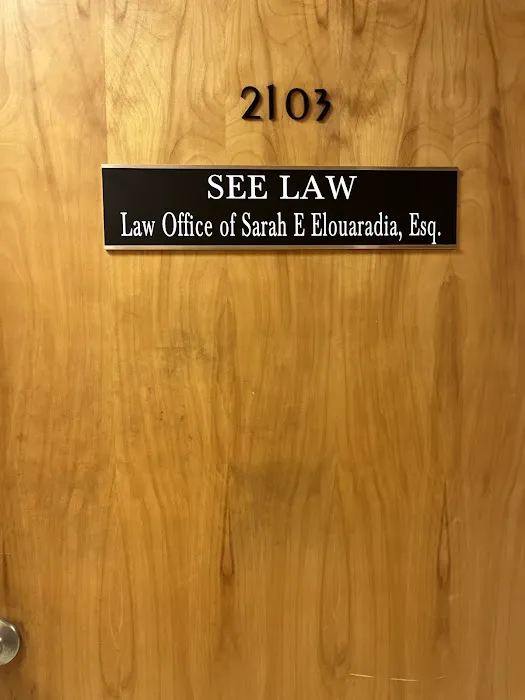 2103
SEE LAW
Law Office of Sarah E Elouaradia, Esq.